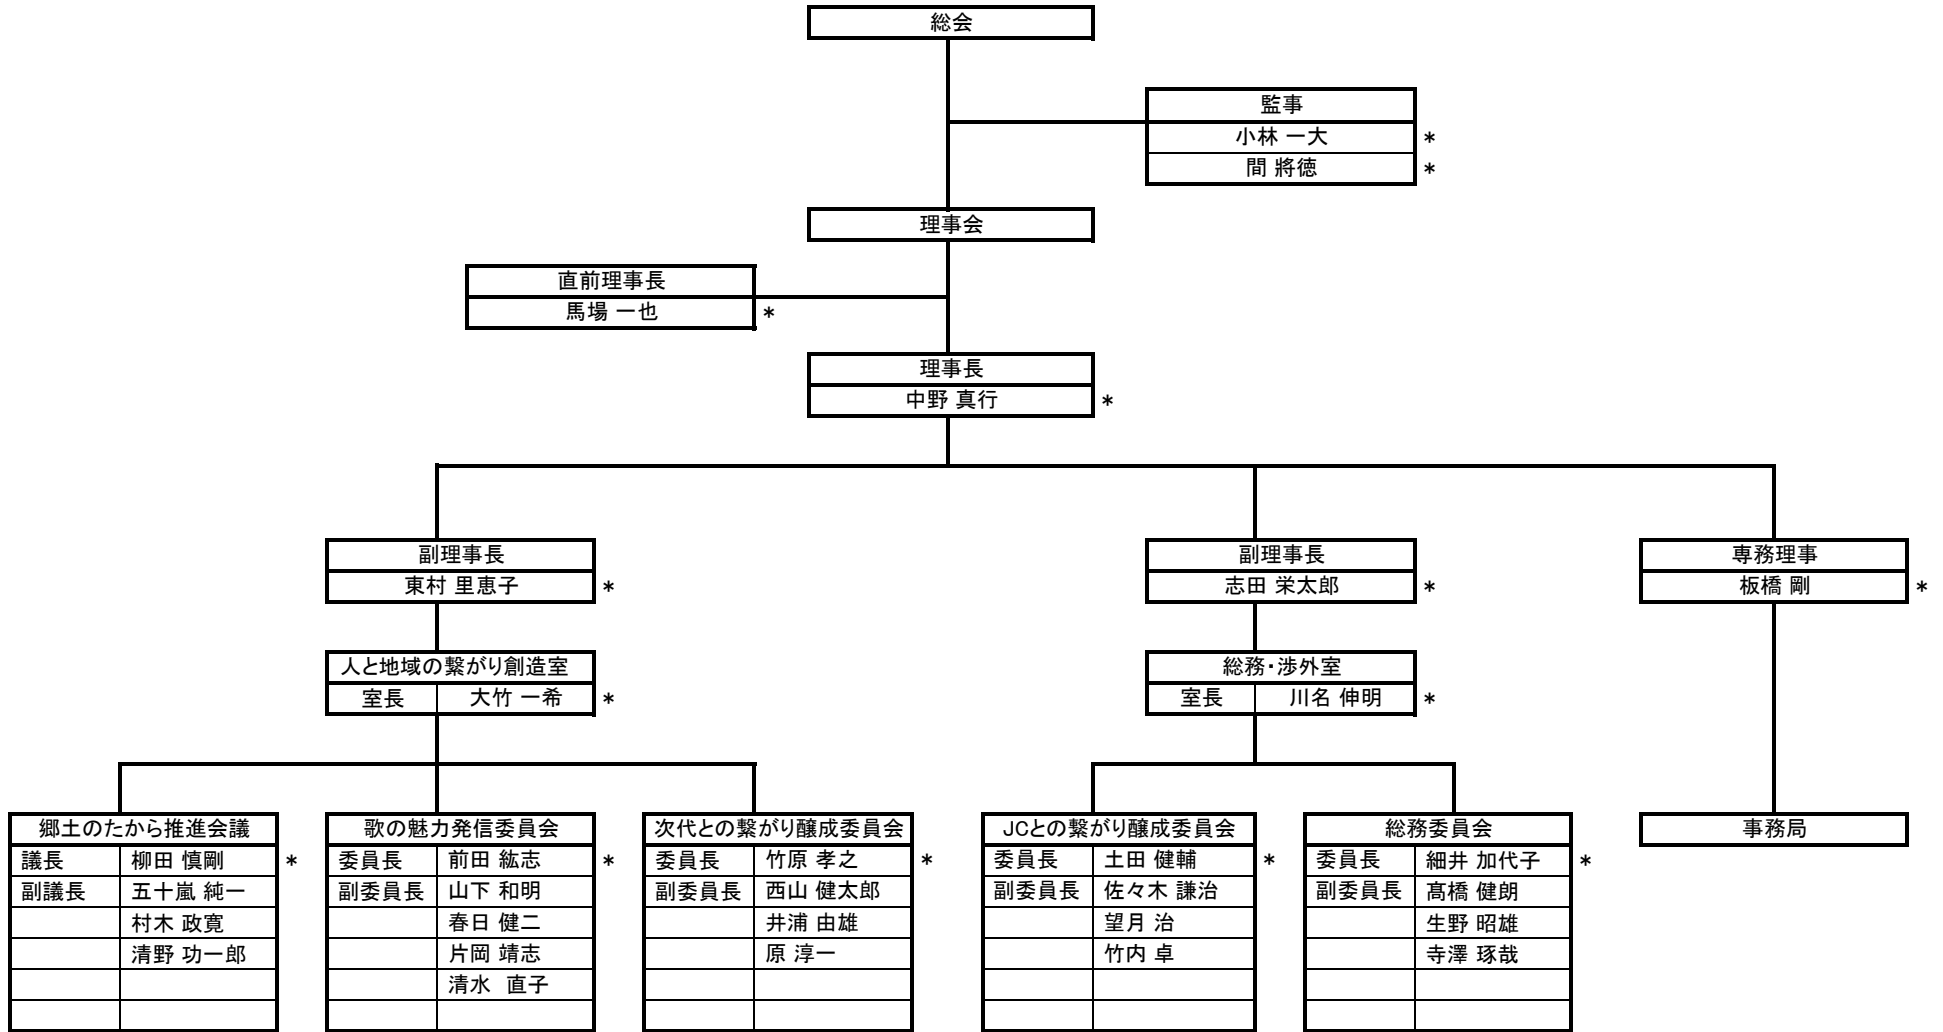 総会
監事
小林 一大 *
間 將徳 *
理事会
直前理事長
馬場 一也 *
理事長
中野 真行 *
副理事長
東村 里恵子 *
人と地域の繋がり創造室
室長 大竹 一希 *
副理事長
志田 栄太郎 *
総務・渉外室
室長 川名 伸明 *
専務理事
板橋 剛 *
郷土のたから推進会議
議長 柳田 慎剛 *
副議長 五十嵐 純一
村木 政寛
清野 功一郎
歌の魅力発信委員会
委員長 前田 紘志 *
副委員長 山下 和明
春日 健二
片岡 靖志
清水　直子
次代との繋がり醸成委員会
委員長 竹原 孝之 *
副委員長 西山 健太郎
井浦 由雄
原 淳一
JCとの繋がり醸成委員会
委員長 土田 健輔 *
副委員長 佐々木 謙治
望月 治
竹内 卓
総務委員会
委員長 細井 加代子 *
副委員長 髙橋 健朗
生野 昭雄
寺澤 琢哉
事務局